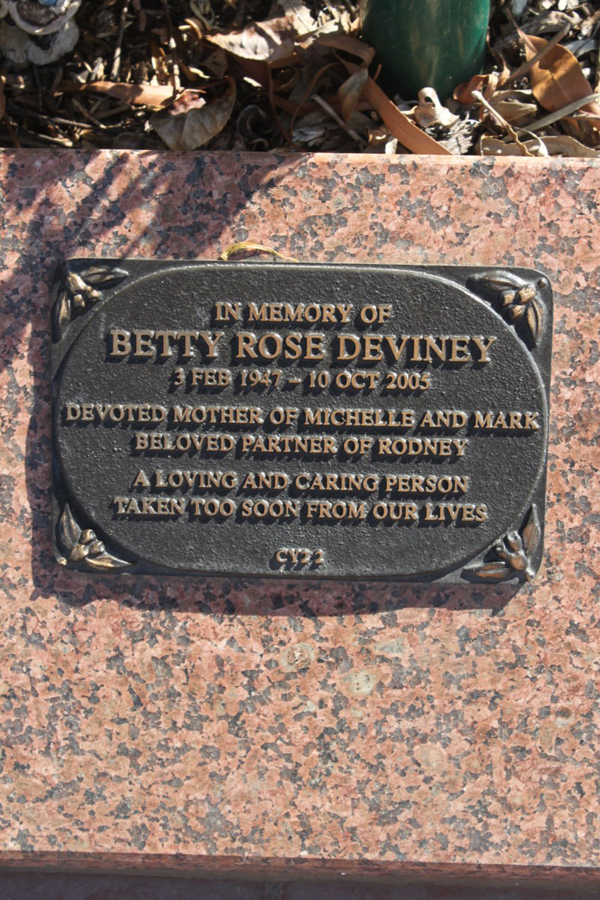 IN MEMORY OF
BETTY ROSE DEVINEY
3 FEB 1947 – 10 OCT 2005
DEVOTED MOTHER OF MICHELLE AND MARK
BELOVED PARTNER OF RODNEY
A LOVING AND CARING PERSON
TAKEN TOO SOON FROM OUR LIVES
CY22